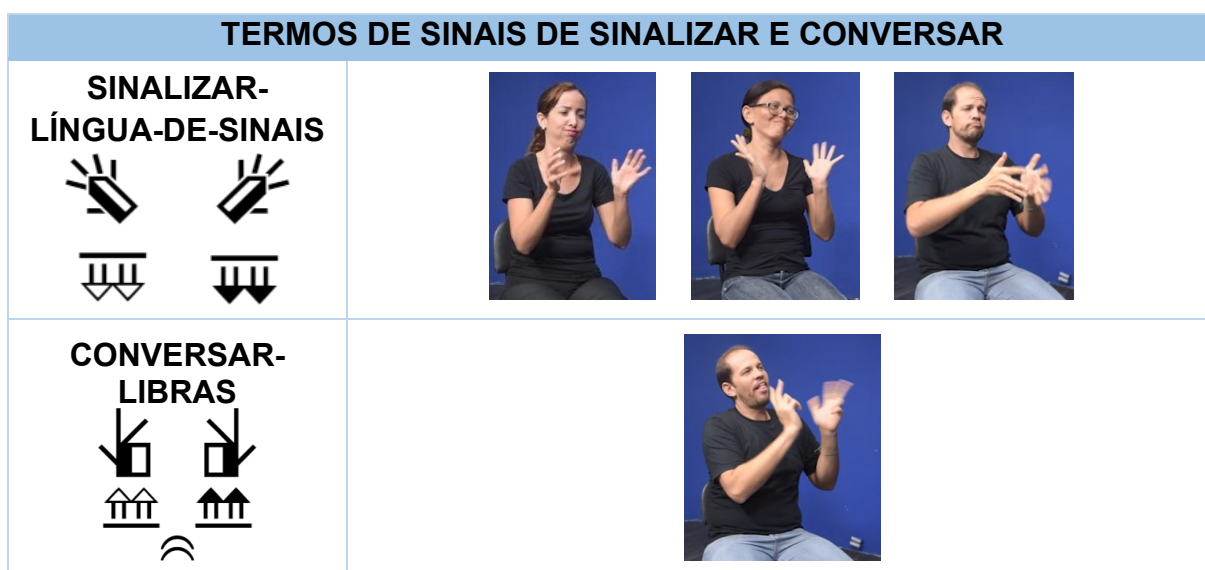 TERMOS DE SINAIS DE SINALIZAR E CONVERSAR
SINALIZAR-
LÍNGUA-DE-SINAIS
CONVERSAR-
LIBRAS